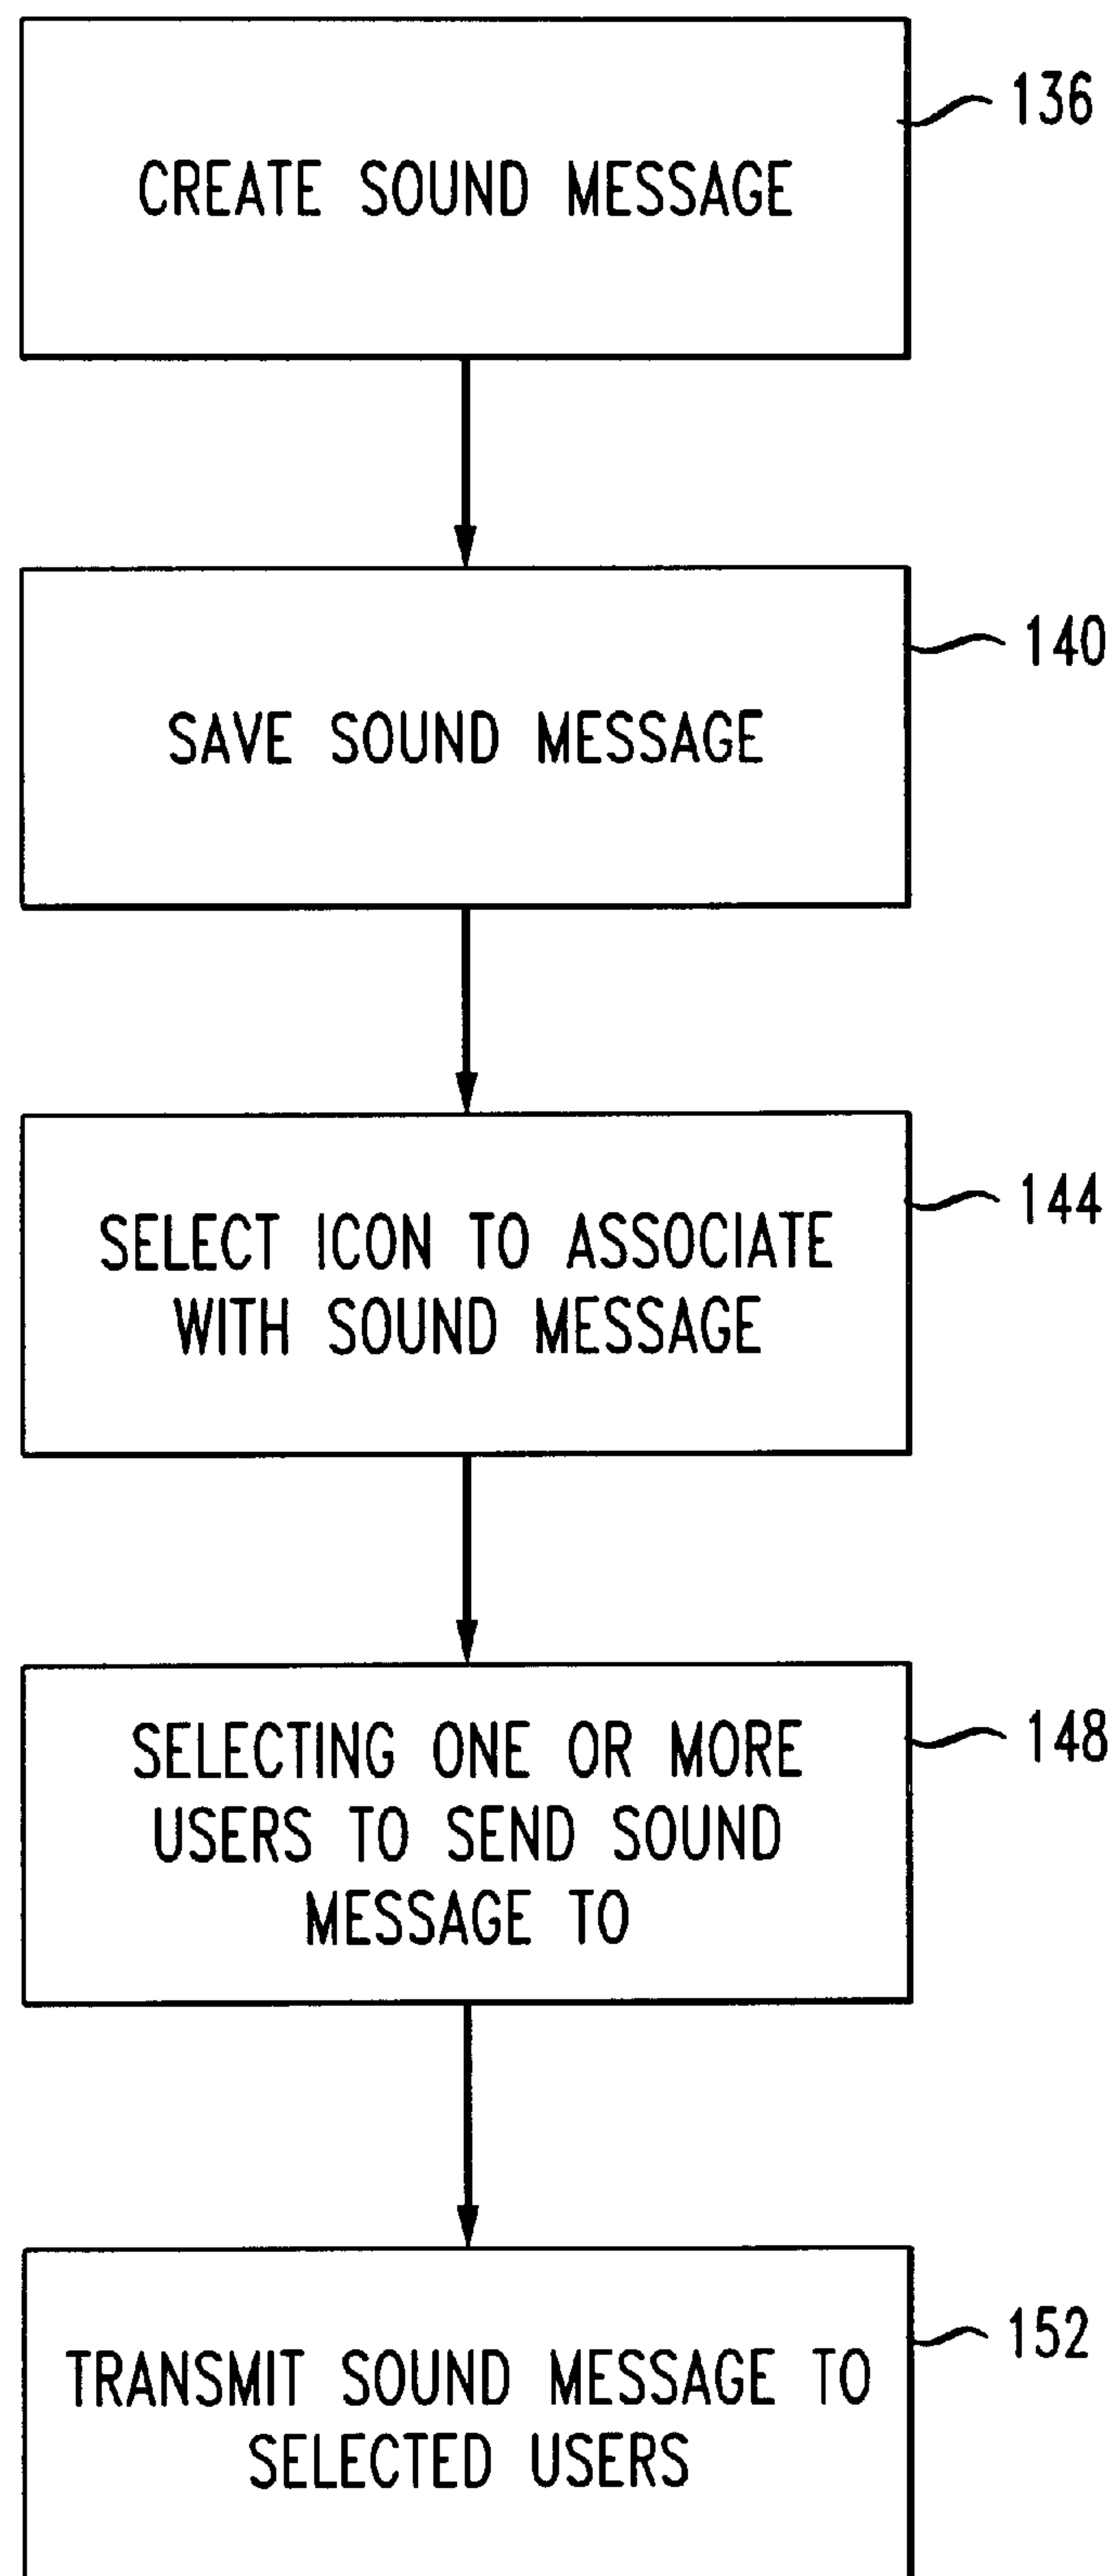 CREATE SOUND MESSAGE
136
SAVE SOUND MESSAGE
140
SELECT ICON TO ASSOCIATE
WITH SOUND MESSAGE
144
SELECTING ONE OR MORE
USERS TO SEND SOUND
MESSAGE TO
148
TRANSMIT SOUND MESSAGE TO
SELECTED USERS
152